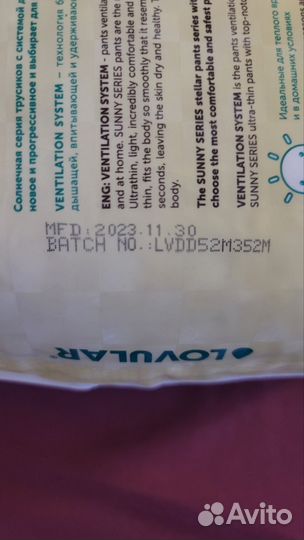 Солнечная серия трусиков с системой
новое и прогрессивное и выбирает для
VENTILATION SYSTEM – технология
дышащей, впитывающей и удерживающей
ENG: VENTILATION SYSTEM - pants ventila
and at home. SUNNY SERIES pants are the
Ultrathin, light, incredibly comfortable and
thin, fits the body so smoothly that it resem
seconds, leaving the skin dry and healthy.
body.
The SUNNY SERIES stellar pants series wit
choose the most comfortable and safest p
VENTILATION SYSTEM is the pants ventilatio
SUNNY SERIES ultra-thin pants with top-noto
Идеальные для теплого вр
в домашних условиях
MFD: 2023.11.30
BATCH NO.:LVDD52M352M
LOVULAR
Avito